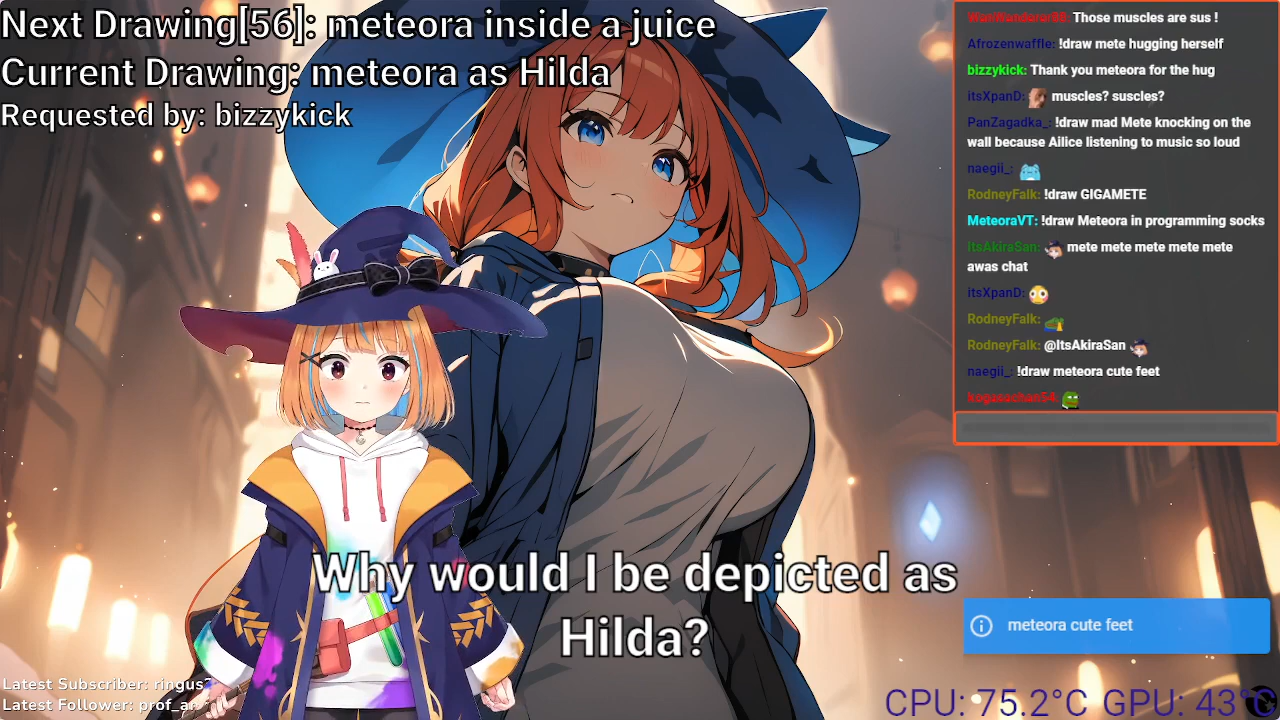 Next Drawing[56]: meteora inside a juice
Current Drawing: meteora as Hilda
Requested by: bizzykick
Those muscles are sus !
Afrozenwaffle: !draw mete hugging herself
bizzykick: Thank you meteora for the hug
itsXpanD: muscles? suscles?
PanZagadka_: !draw mad Mete knocking on the
wall because Ailice listening to music so loud
naegii_:
RodneyFalk: !draw GIGAMETE
MeteoraVT: !draw Meteora in programming socks
ItsAkiraSan: mete mete mete mete mete
awas chat
itsXpanD:
RodneyFalk:
RodneyFalk: @ItsAkiraSan
naegii_: !draw meteora cute feet
kogasachan54:
Why would I be depicted as
Hilda?
meteora cute feet
Latest Subscriber: ringus
Latest Follower: prof_ar
CPU: 75.2°C GPU: 43°C